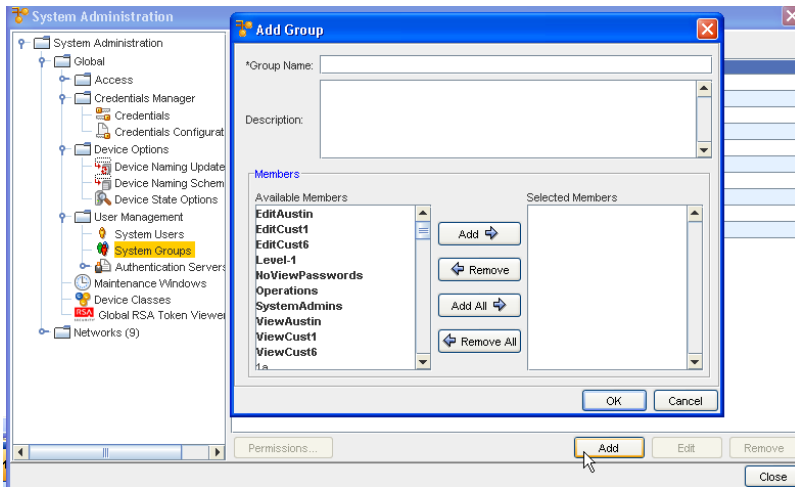 System Administration
System Administration
Global
Access
Credentials Manager
Credentials
Credentials Configurat
Device Options
Device Naming Update
Device Naming Schem
Device State Options
User Management
System Users
System Groups
Authentication Servers
Maintenance Windows
Device Classes
RSA
Global RSA Token Viewer
Networks (9)
Add Group
*Group Name:
Description:
Members
Available Members
EditAustin
EditCust1
EditCust6
Level-1
NoViewPasswords
Operations
SystemAdmins
ViewAustin
ViewCust1
ViewCust6
1a
Add
Remove
Add All
Remove All
Selected Members
OK
Cancel
Permissions...
Add
Edit
Remove
Close